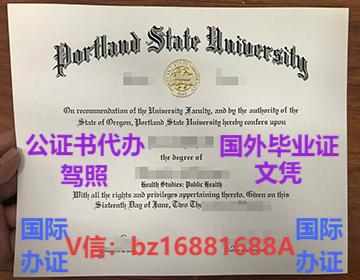 Portland State University
On recommendation of the University Faculty, and by the authority of the
State of Oregon, Portland State University hereby confers upon
公证书代办 国外毕业证
the degree of
驾照 文凭
Health Studies: Public Health
With all the rights and privileges appertaining thereto. Given on this
Sixteenth Day of June, Two
国际 国际
办证 V信：bz16881688A 办证